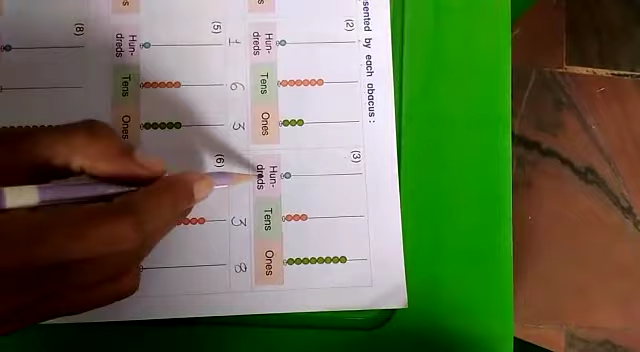 sented by each abacus :
(2)
Hun-
dreds
Tens
Ones
1 6 3
(3)
Hun-
dreds
Tens
Ones
3 8
(5)
Hun-
dreds
Tens
Ones
(6)
(8)